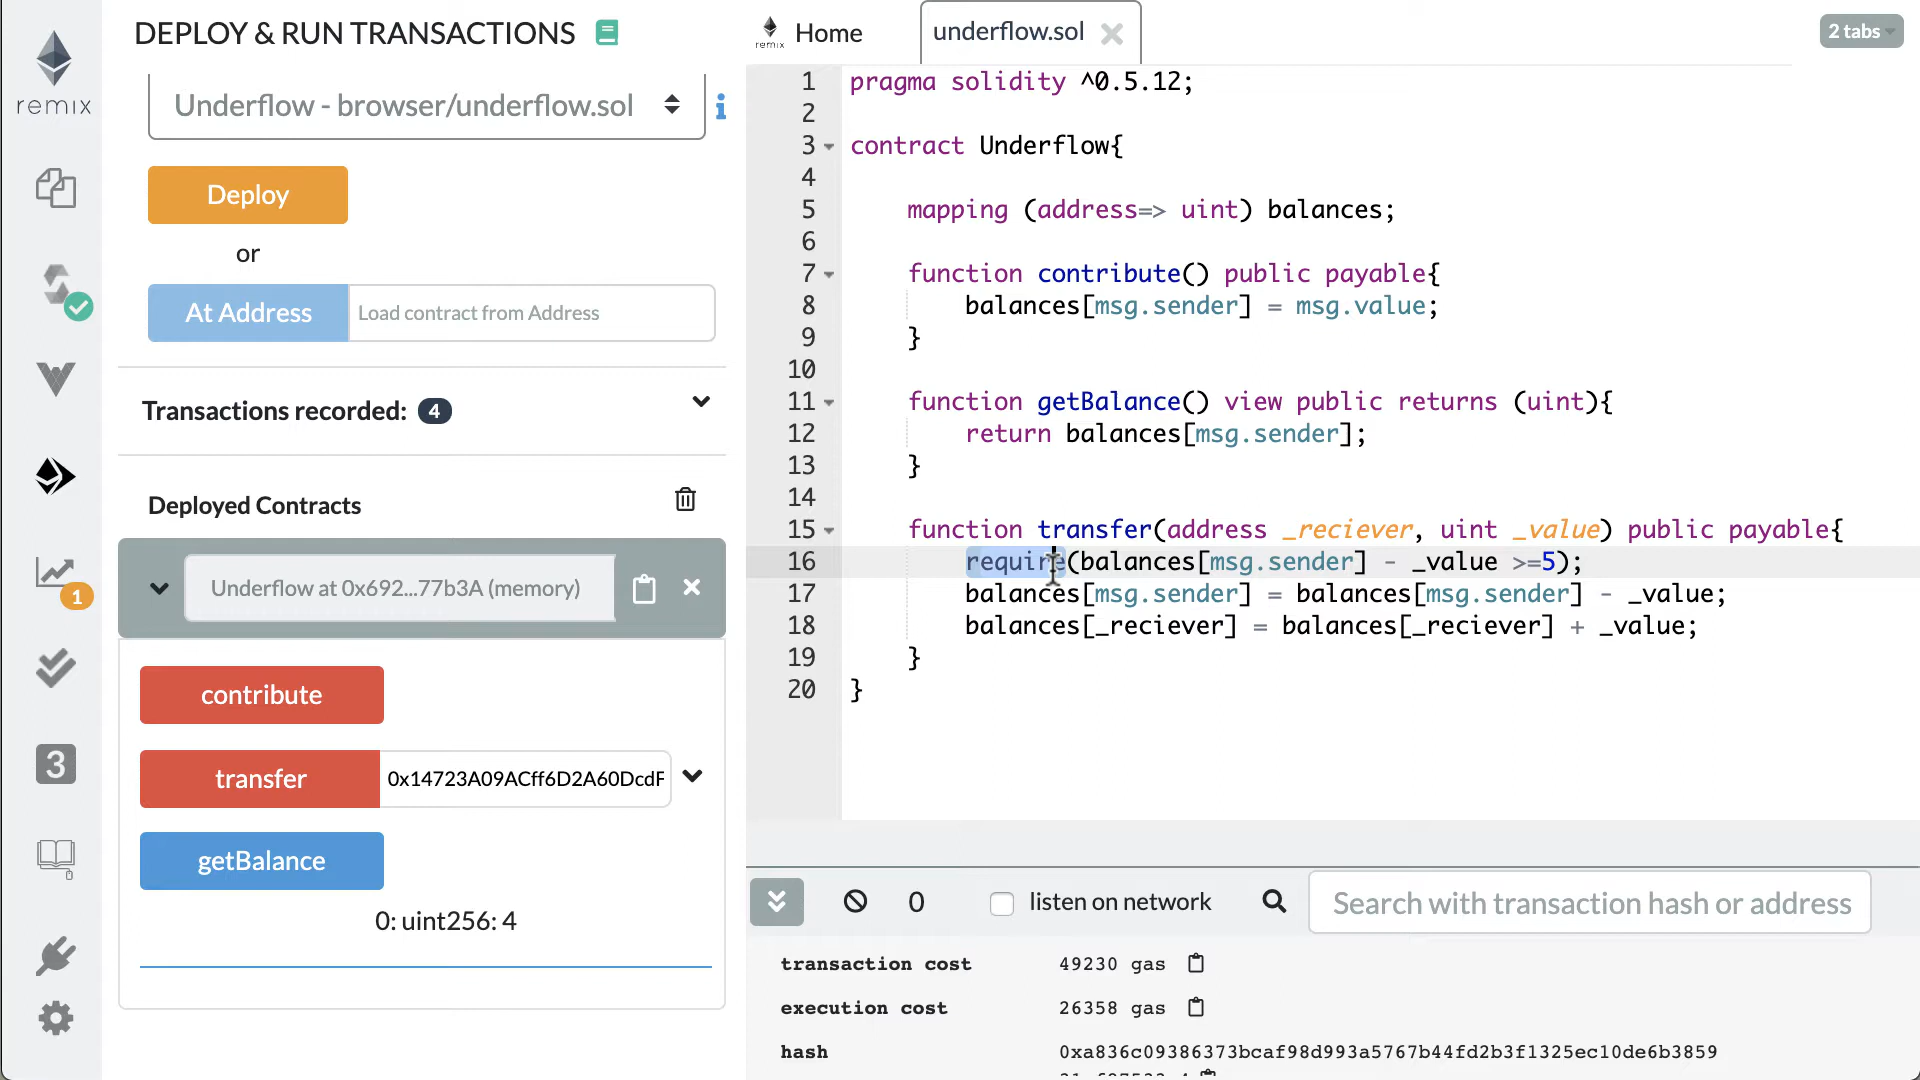 DEPLOY & RUN TRANSACTIONS
remix
Underflow - browser/underflow.sol
i
Deploy
or
At Address
Load contract from Address
Transactions recorded: 4
Deployed Contracts
Underflow at 0x692...77b3A (memory)
contribute
transfer
0x14723A09ACff6D2A60DcdF
getBalance
0: uint256: 4
1
3
remix
Home
underflow.sol
2 tabs
1 pragma solidity ^0.5.12;
2
3 contract Underflow{
4
5 mapping (address=> uint) balances;
6
7 function contribute() public payable{
8 balances[msg.sender] = msg.value;
9 }
10
11 function getBalance() view public returns (uint){
12 return balances[msg.sender];
13 }
14
15 function transfer(address _reciever, uint _value) public payable{
16 require(balances[msg.sender] - _value >=5);
17 balances[msg.sender] = balances[msg.sender] - _value;
18 balances[_reciever] = balances[_reciever] + _value;
19 }
20 }
0
listen on network
Search with transaction hash or address
transaction cost 49230 gas
execution cost 26358 gas
hash 0xa836c09386373bcaf98d993a5767b44fd2b3f1325ec10de6b3859